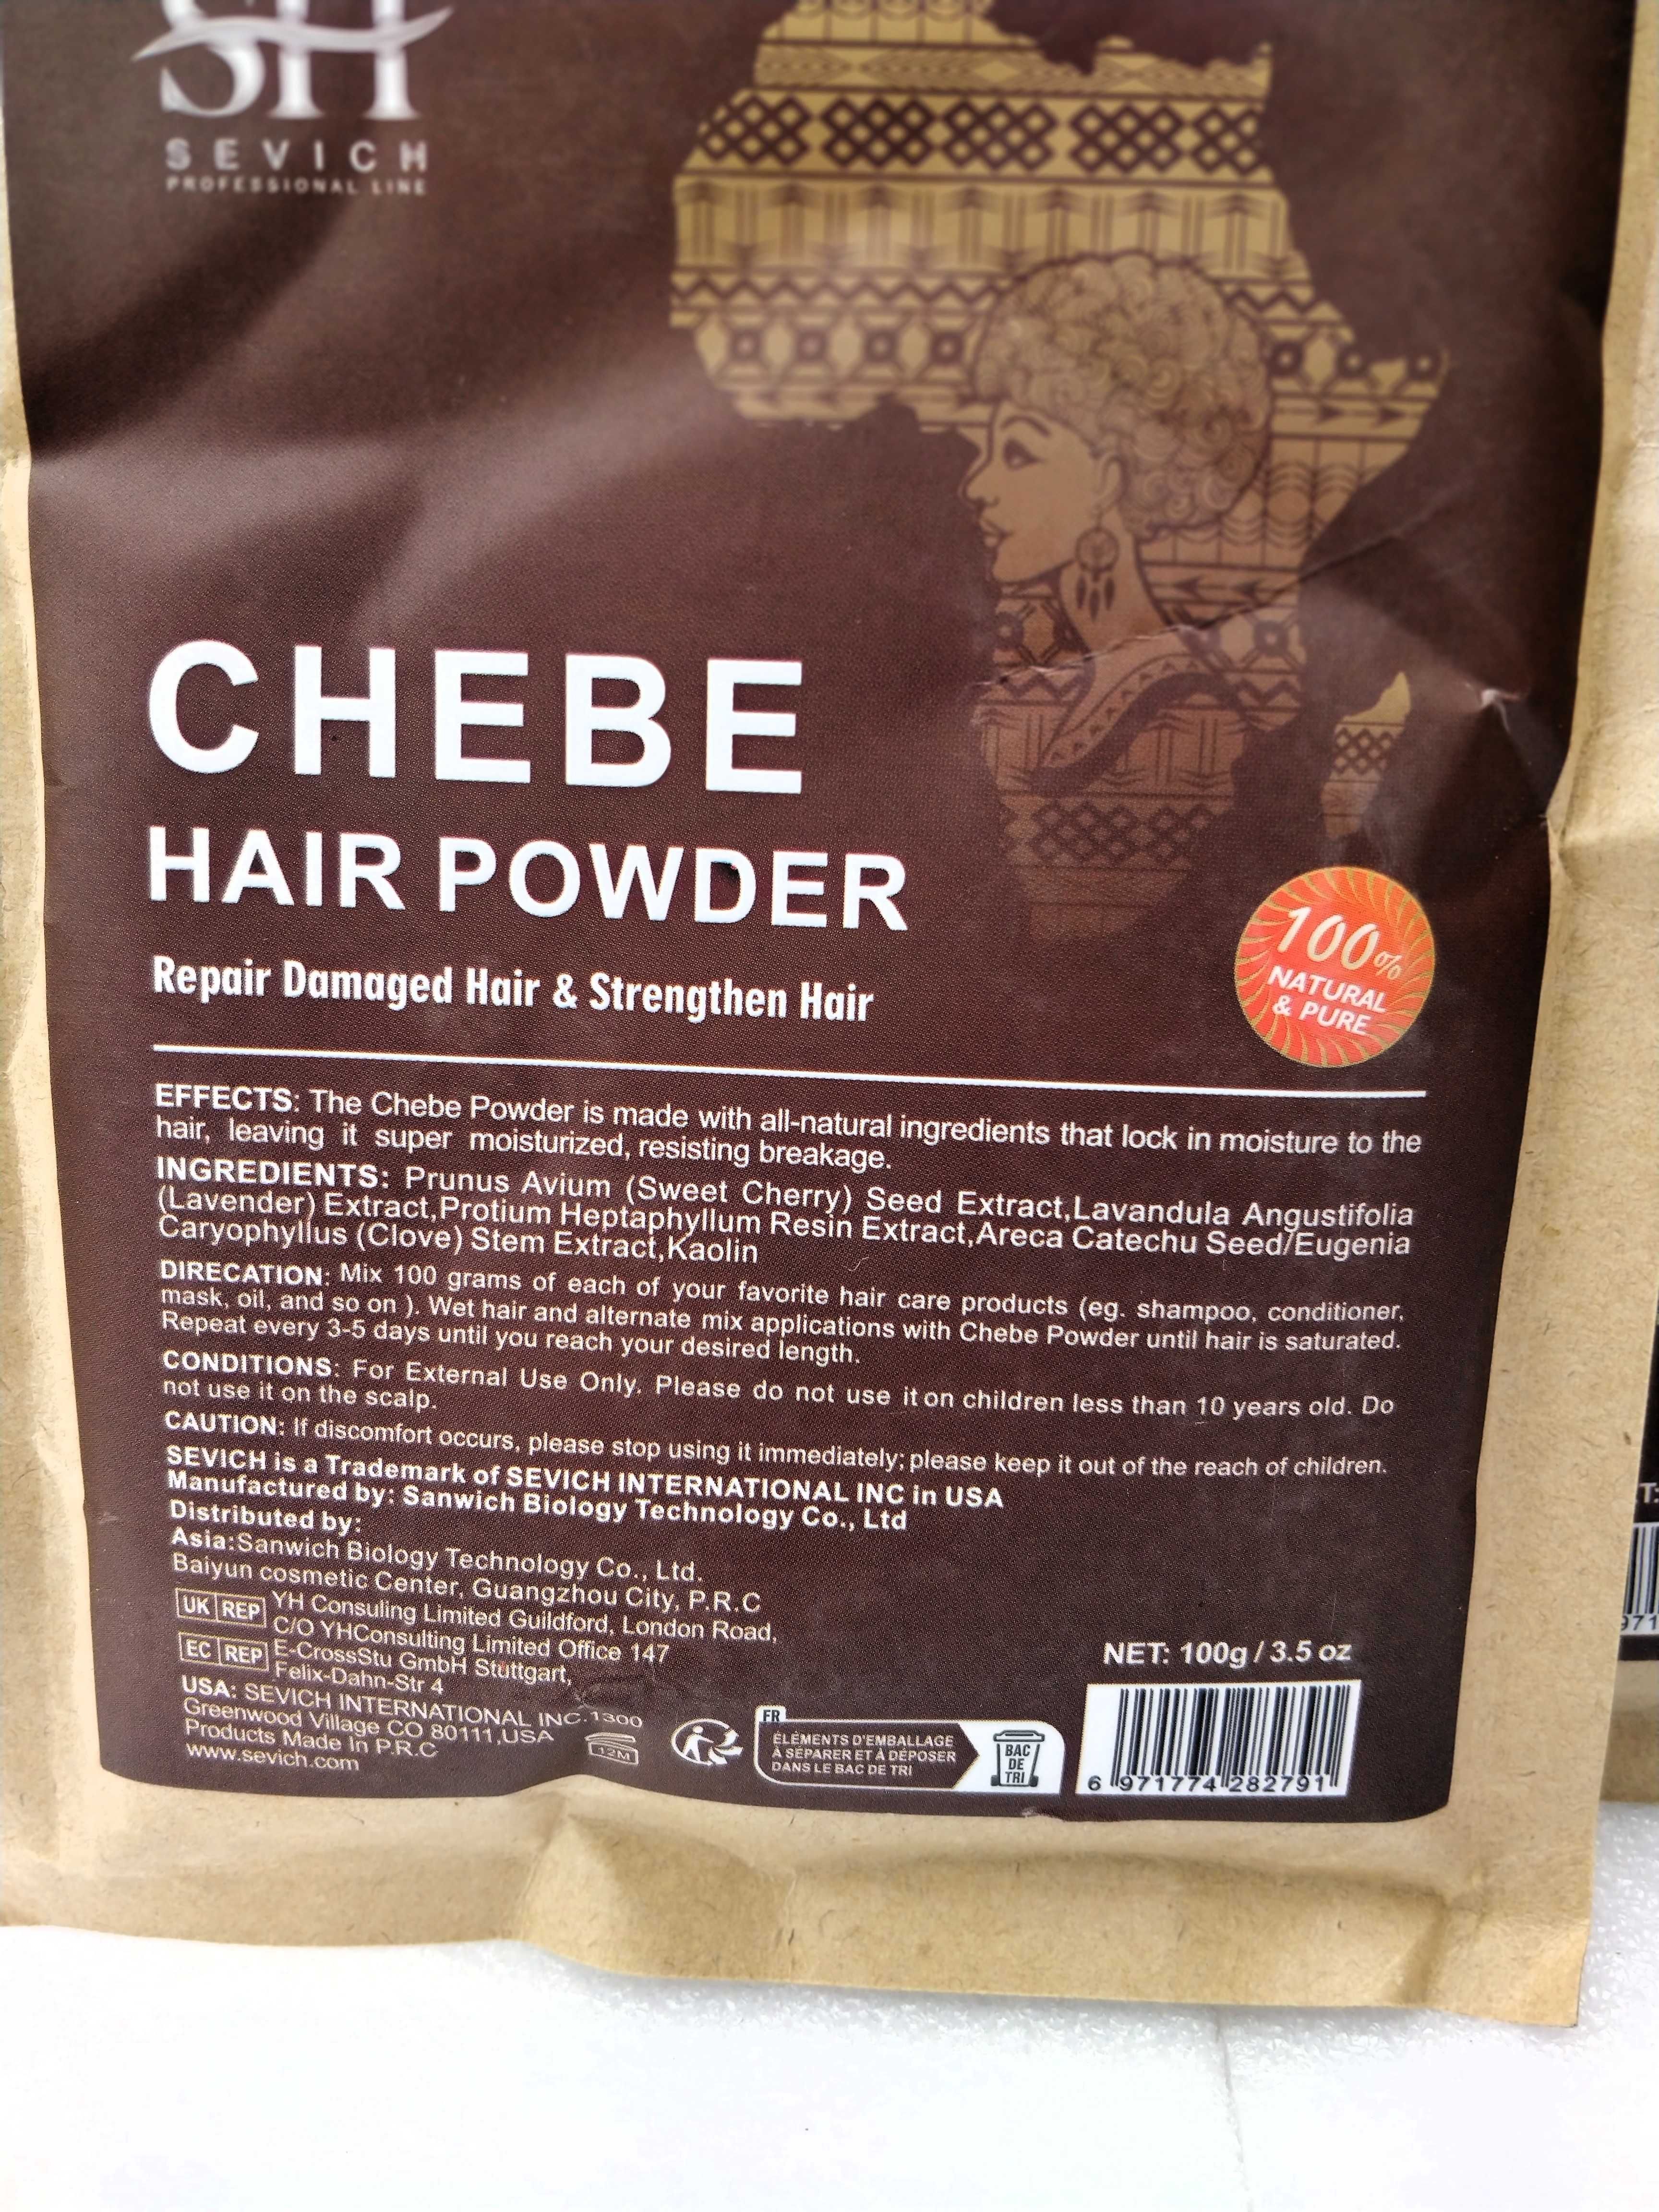 SH
SEVICH
PROFESSIONAL LINE
CHEBE
HAIR POWDER
Repair Damaged Hair & Strengthen Hair
100%
NATURAL
& PURE
EFFECTS: The Chebe Powder is made with all-natural ingredients that lock in moisture to the
hair, leaving it super moisturized, resisting breakage.
INGREDIENTS: Prunus Avium (Sweet Cherry) Seed Extract,Lavandula Angustifolia
(Lavender) Extract,Protium Heptaphyllum Resin Extract,Areca Catechu Seed/Eugenia
Caryophyllus (Clove) Stem Extract,Kaolin
DIRECATION: Mix 100 grams of each of your favorite hair care products (eg. shampoo, conditioner,
mask, oil, and so on ). Wet hair and alternate mix applications with Chebe Powder until hair is saturated.
Repeat every 3-5 days until you reach your desired length.
CONDITIONS: For External Use Only. Please do not use it on children less than 10 years old. Do
not use it on the scalp.
CAUTION: If discomfort occurs, please stop using it immediately; please keep it out of the reach of children.
SEVICH is a Trademark of SEVICH INTERNATIONAL INC in USA
Manufactured by: Sanwich Biology Technology Co., Ltd
Distributed by:
Asia:Sanwich Biology Technology Co., Ltd.
Baiyun cosmetic Center, Guangzhou City, P.R.C
UK REP YH Consuling Limited Guildford, London Road,
C/O YHConsulting Limited Office 147
EC REP E-CrossStu GmbH Stuttgart,
Felix-Dahn-Str 4
USA: SEVICH INTERNATIONAL INC.1300
Greenwood Village CO 80111,USA
Products Made In P.R.C
www.sevich.com
12M
FR
ÉLÉMENTS D'EMBALLAGE
À SÉPARER ET À DÉPOSER
DANS LE BAC DE TRI
BAC
DE
TRI
NET: 100g / 3.5 oz
6 971774 282791
T:
971